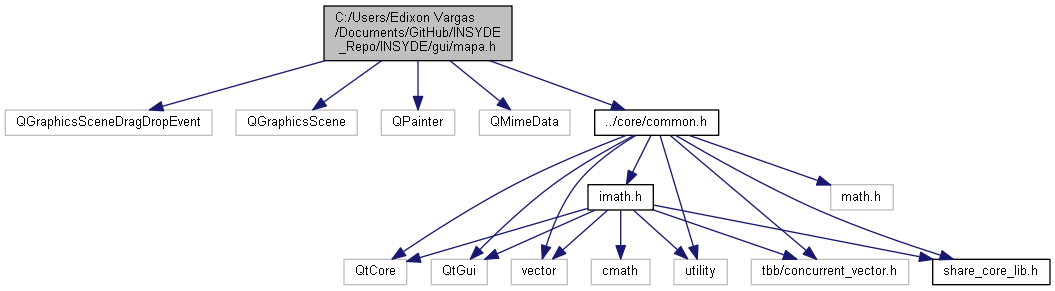 C:/Users/Edixon Vargas
/Documents/GitHub/INSYDE
_Repo/INSYDE/gui/mapa.h
QGraphicsSceneDragDropEvent
QGraphicsScene
QPainter
QMimeData
../core/common.h
imath.h
math.h
QtCore
QtGui
vector
cmath
utility
tbb/concurrent_vector.h
share_core_lib.h